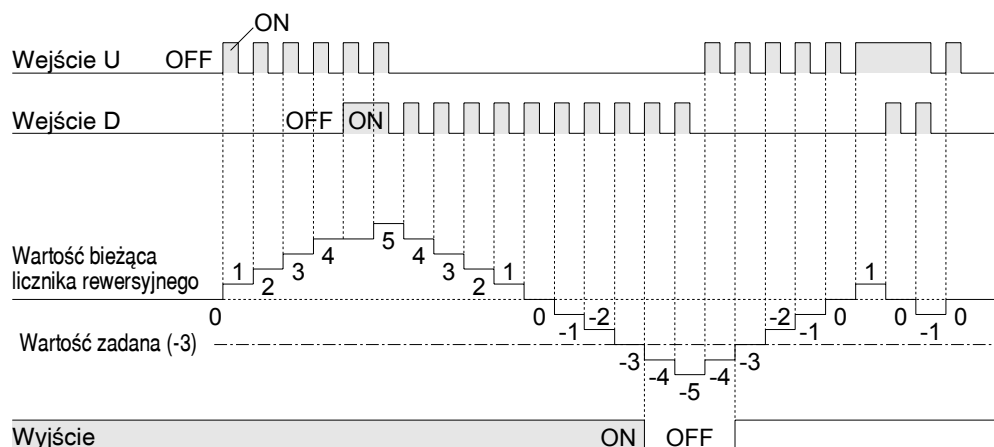 ON
Wejście U OFF
Wejście D OFF ON
Wartość bieżąca
licznika rewersyjnego
0 1 2 3 4 5 4 3 2 1 0 -1 -2 -3 -4 -5 -4 -3 -2 -1 0 1 0 -1 0
Wartość zadana (-3)
Wyjście ON OFF